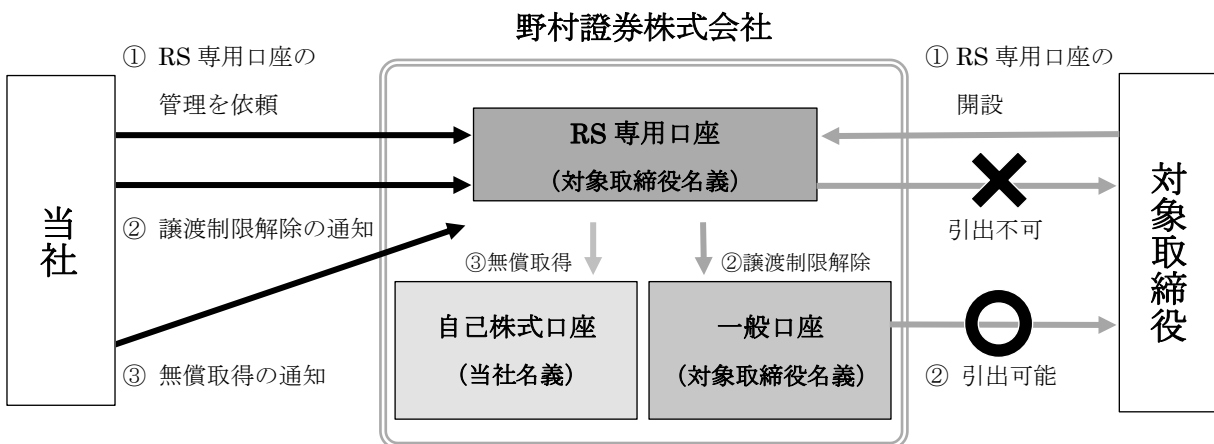 野村證券株式会社
① RS 専用口座の
管理を依頼
① RS 専用口座の
開設
当社
RS 専用口座
(対象取締役名義)
対象取締役
② 譲渡制限解除の通知
引出不可
③無償取得
②譲渡制限解除
自己株式口座
(当社名義)
一般口座
(対象取締役名義)
③ 無償取得の通知
② 引出可能